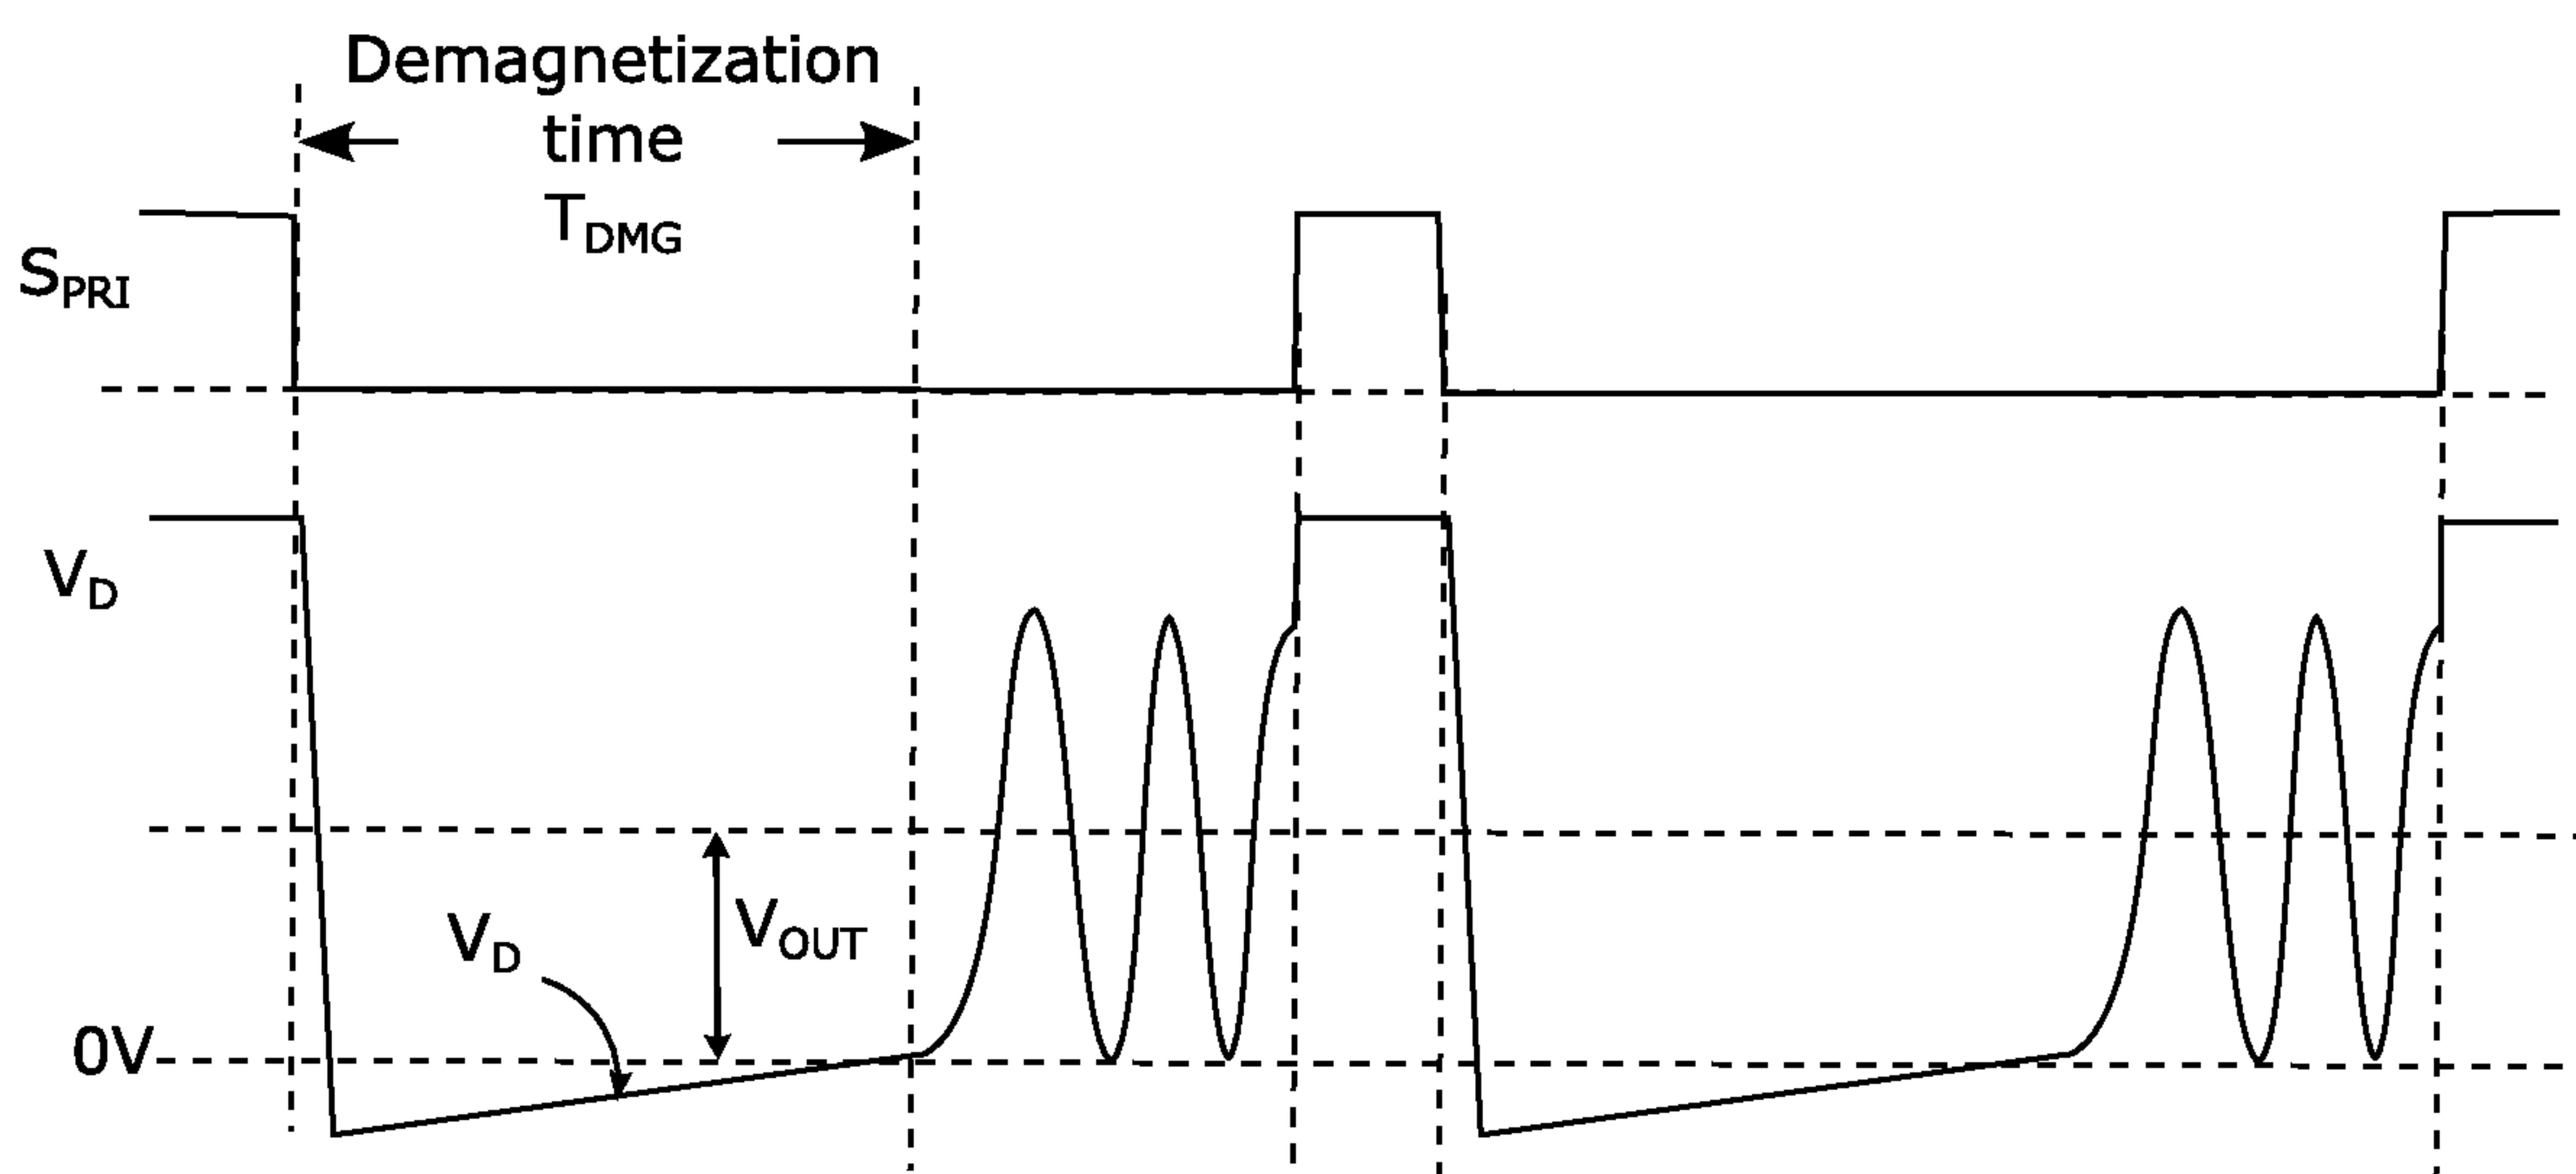 Demagnetization
time
TDMG
SPRI
VD
VD
VOUT
0V